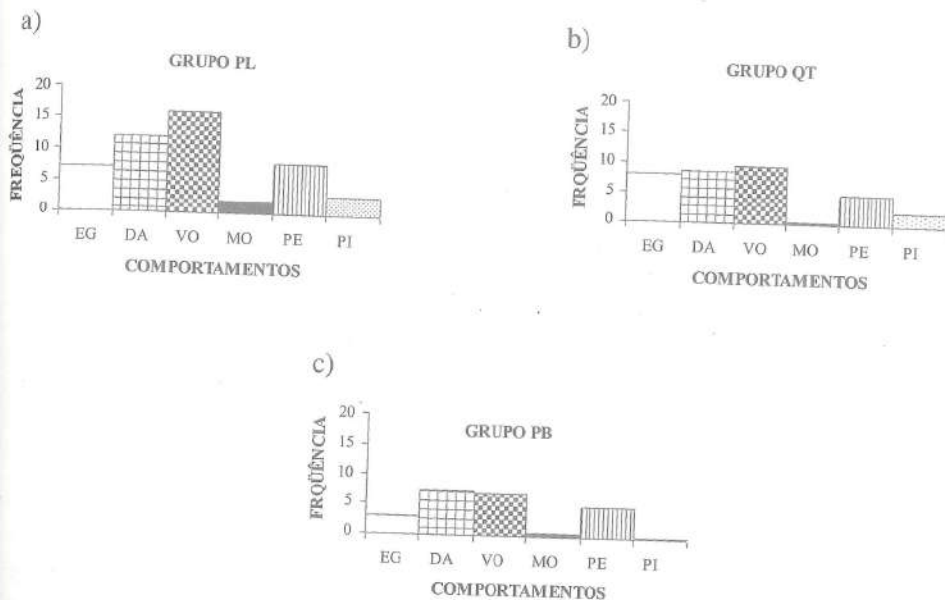 a)
GRUPO PL
FREQÜÊNCIA
20
15
10
5
0
EG DA VO MO PE PI
COMPORTAMENTOS
b)
GRUPO QT
FRQÜÊNCIA
20
15
10
5
0
EG DA VO MO PE PI
COMPORTAMENTOS
c)
GRUPO PB
FRQÜÊNCIA
20
15
10
5
0
EG DA VO MO PE PI
COMPORTAMENTOS